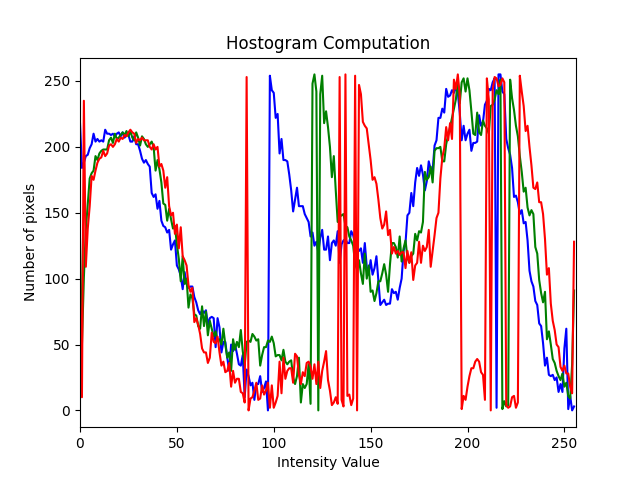 Hostogram Computation
Number of pixels
250
200
150
100
50
0
0 50 100 150 200 250
Intensity Value